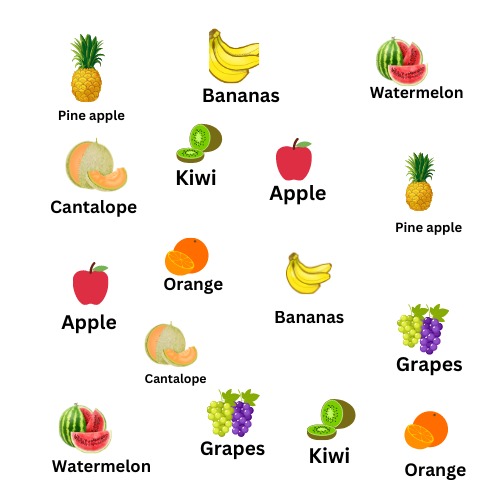 Pine apple
Bananas
Watermelon
Cantalope
Kiwi
Apple
Pine apple
Apple
Orange
Bananas
Cantalope
Grapes
Watermelon
Grapes
Kiwi
Orange